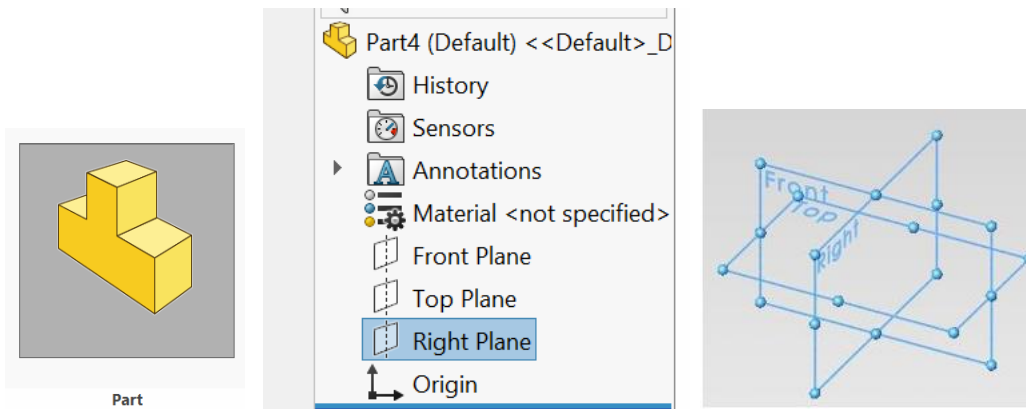 Part
Part4 (Default) <<Default>_D
History
Sensors
Annotations
Material <not specified>
Front Plane
Top Plane
Right Plane
Origin
Front
Top
Right